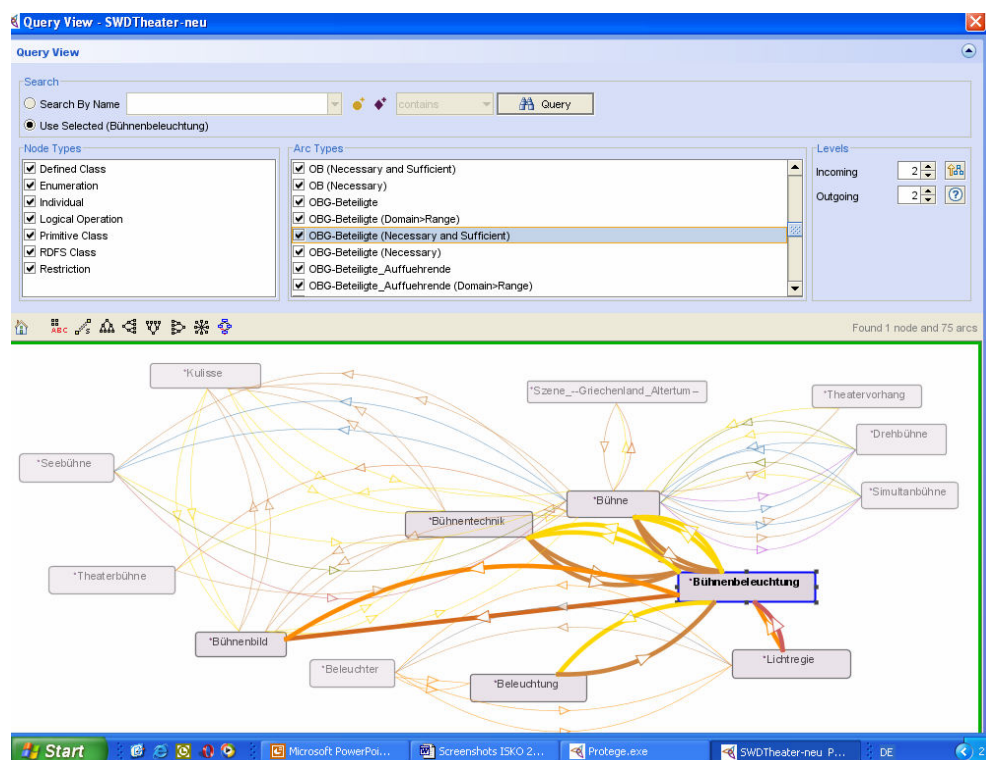 Query View - SWDTheater-neu
Query View
Search
Search By Name
contains
Query
Use Selected (Bühnenbeleuchtung)
Node Types
Defined Class
Enumeration
Individual
Logical Operation
Primitive Class
RDFS Class
Restriction
Arc Types
OB (Necessary and Sufficient)
OB (Necessary)
OBG-Beteiligte
OBG-Beteiligte (Domain>Range)
OBG-Beteiligte (Necessary and Sufficient)
OBG-Beteiligte (Necessary)
OBG-Beteiligte_Auffuehrende
OBG-Beteiligte_Auffuehrende (Domain>Range)
Levels
Incoming 2
Outgoing 2
ABC
Found 1 node and 75 arcs
*Kulisse
*Szene_--Griechenland_Altertum--
*Theatervorhang
*Drehbühne
*Seebühne
*Simultanbühne
*Bühne
*Bühnentechnik
*Theaterbühne
*Bühnenbeleuchtung
*Bühnenbild
*Lichtregie
*Beleuchter
*Beleuchtung
Start
Microsoft PowerPoi...
Screenshots ISKO 2...
Protege.exe
SWDTheater-neu P...
DE
2